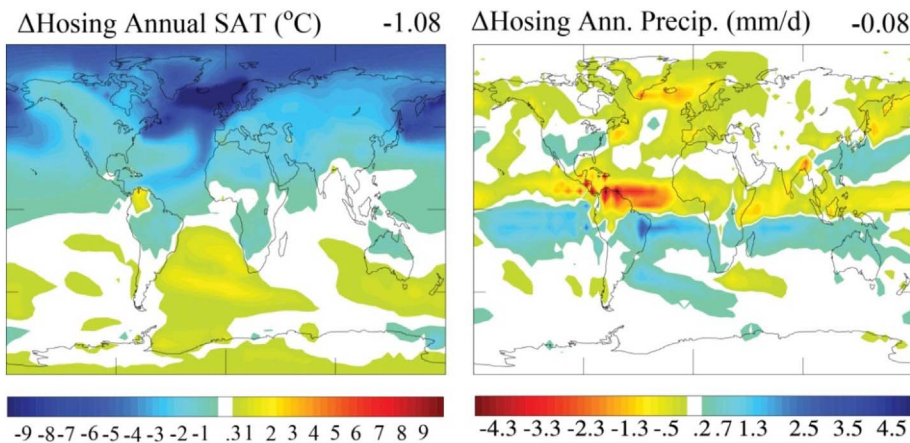 ΔHosing Annual SAT (°C) -1.08
ΔHosing Ann. Precip. (mm/d) -0.08
-9 -8 -7 -6 -5 -4 -3 -2 -1 .3 1 2 3 4 5 6 7 8 9
-4.3 -3.3 -2.3 -1.3 -.5 .2 .7 1.3 2.5 3.5 4.5